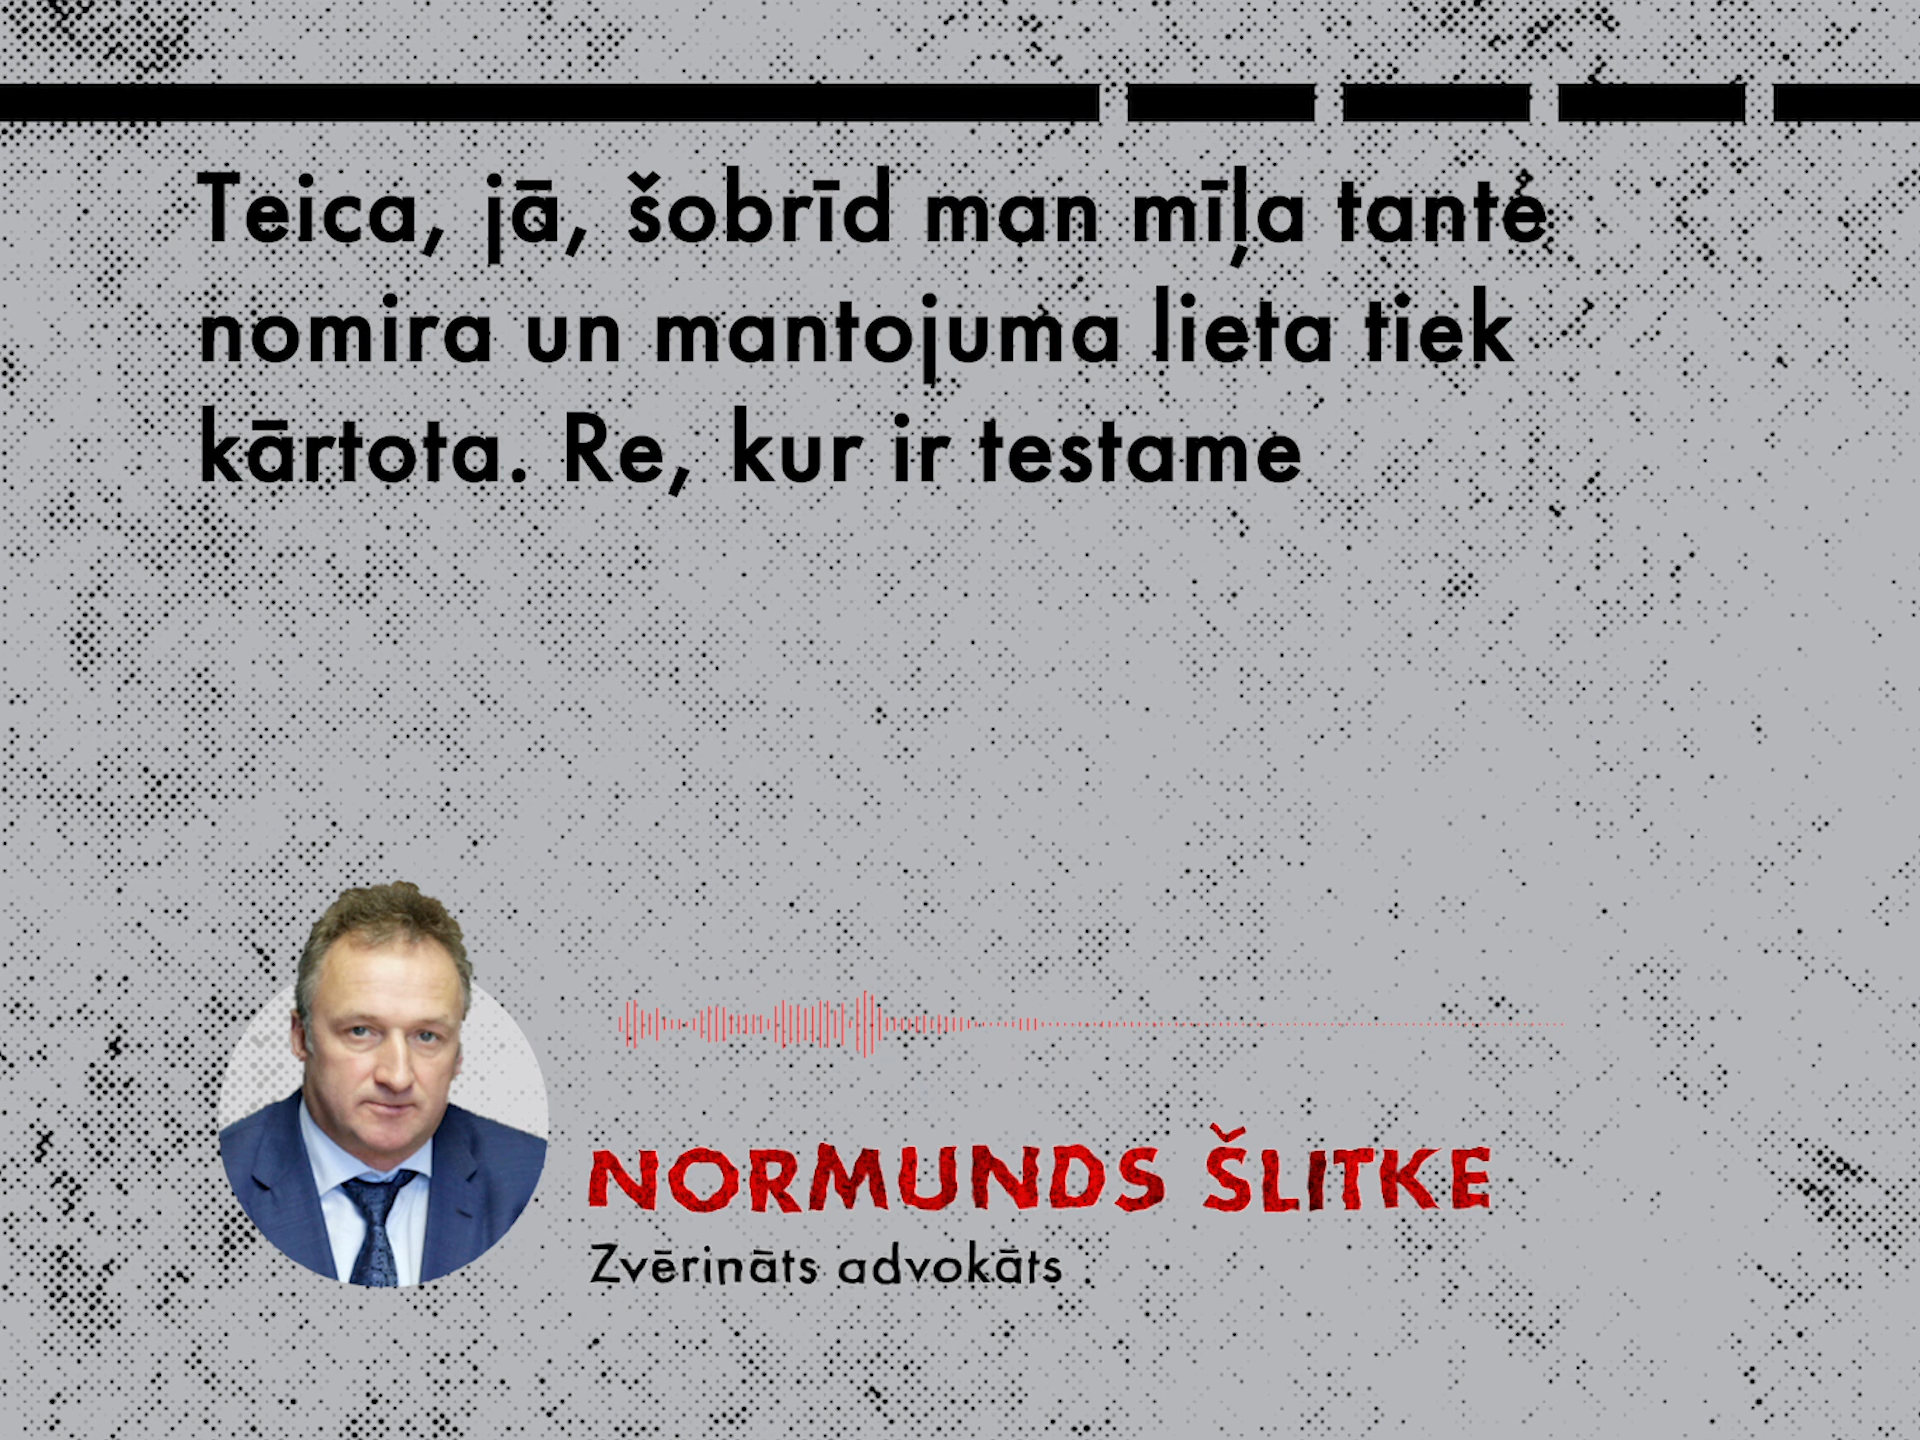 Teica, jā, šobrīd man mīļa tante
nomira un mantojuma lieta tiek
kārtota. Re, kur ir testame
NORMUNDS ŠLITKE
Zvērināts advokāts